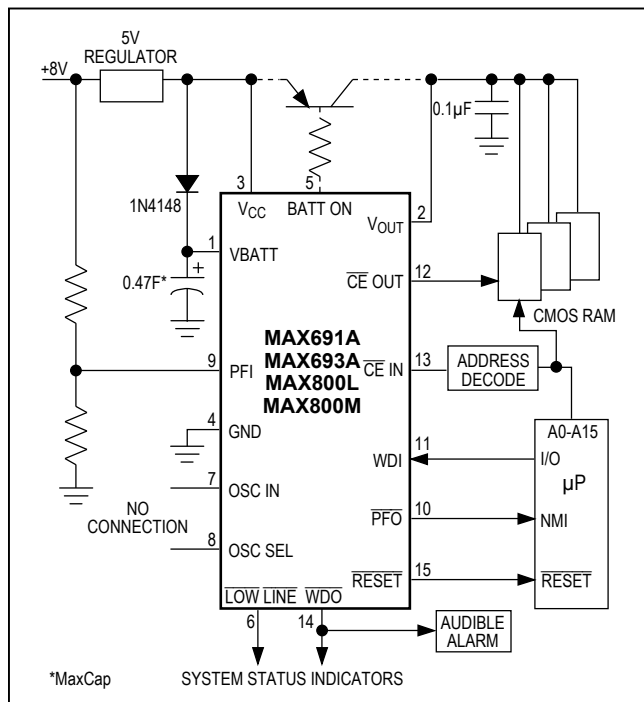 5V
REGULATOR
+8V
0.1µF
3
5
1N4148
VCC
BATT ON
2
VOUT
1
VBATT
0.47F*
+
CE OUT
12
CMOS RAM
MAX691A
MAX693A
MAX800L
MAX800M
9
PFI
CE IN
13
ADDRESS
DECODE
4
GND
A0-A15
WDI
11
I/O
µP
7
OSC IN
NO
CONNECTION
PFO
10
NMI
8
OSC SEL
RESET
15
RESET
LOW LINE
WDO
6
14
AUDIBLE
ALARM
*MaxCap
SYSTEM STATUS INDICATORS